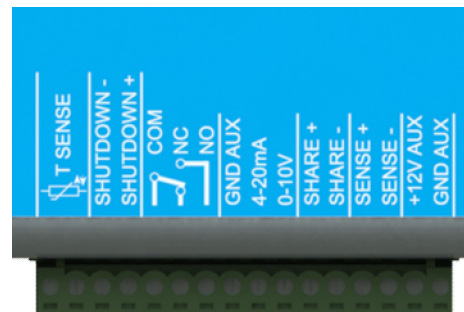 T SENSE
SHUTDOWN -
SHUTDOWN +
COM
NC
NO
GND AUX
4-20mA
0-10V
SHARE +
SHARE -
SENSE +
SENSE -
+12V AUX
GND AUX